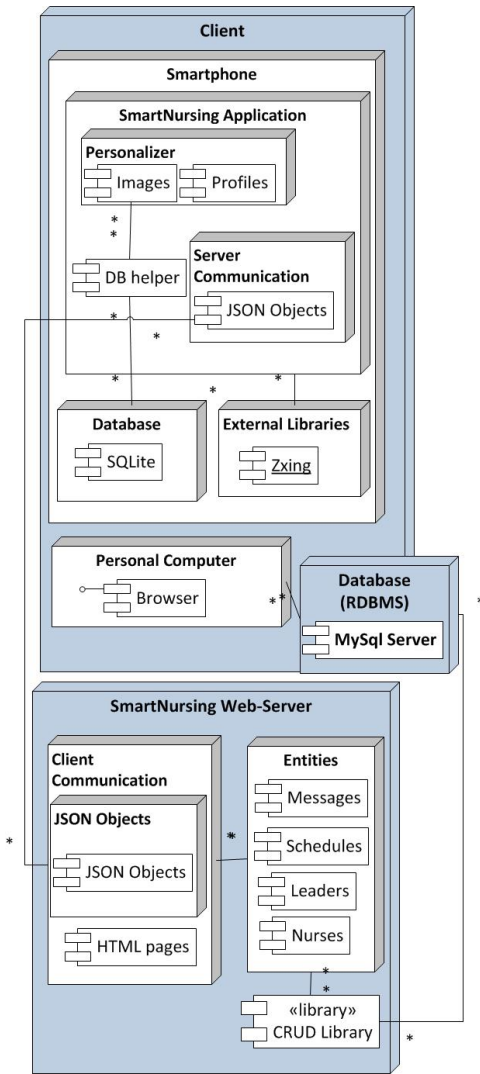 Client
Smartphone
SmartNursing Application
Personalizer
Images
Profiles
*
*
Server
Communication
DB helper
JSON Objects
*
*
*
*
*
Database
External Libraries
SQLite
Zxing
Personal Computer
Browser
* *
Database
(RDBMS)
MySql Server
*
SmartNursing Web-Server
Client
Communication
Entities
JSON Objects
Messages
*
**
Schedules
JSON Objects
Leaders
HTML pages
Nurses
*
*
«library»
CRUD Library
*